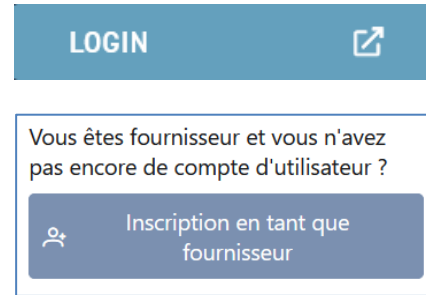 LOGIN
Vous êtes fournisseur et vous n'avez
pas encore de compte d'utilisateur ?
Inscription en tant que
fournisseur